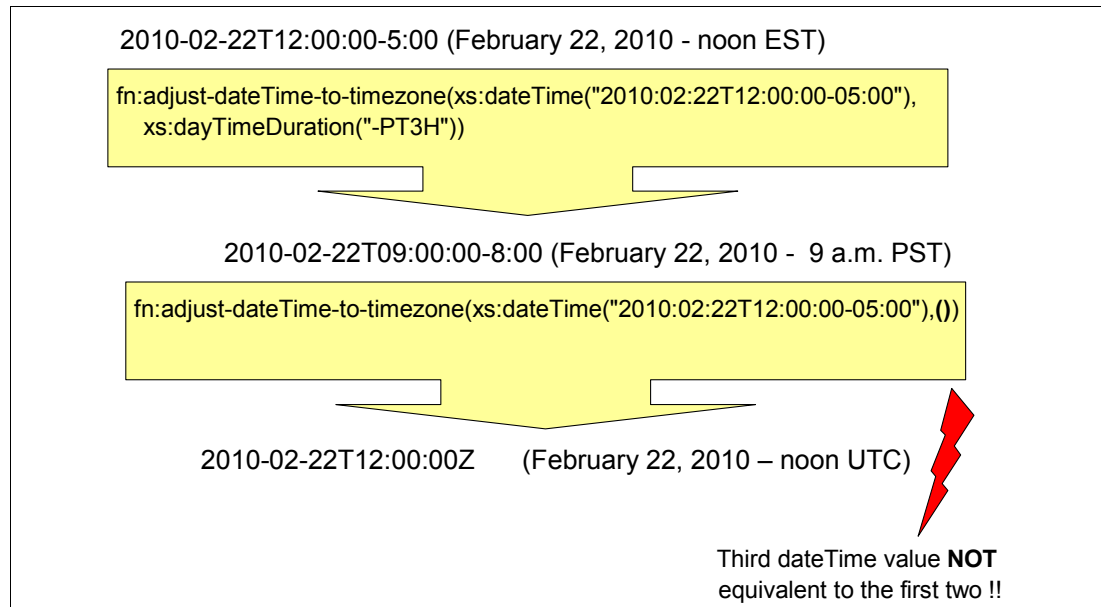 2010-02-22T12:00:00-5:00 (February 22, 2010 - noon EST)
fn:adjust-dateTime-to-timezone(xs:dateTime("2010:02:22T12:00:00-05:00"),
xs:dayTimeDuration("-PT3H"))
2010-02-22T09:00:00-8:00 (February 22, 2010 - 9 a.m. PST)
fn:adjust-dateTime-to-timezone(xs:dateTime("2010:02:22T12:00:00-05:00"),())
2010-02-22T12:00:00Z (February 22, 2010 – noon UTC)
Third dateTime value NOT
equivalent to the first two !!